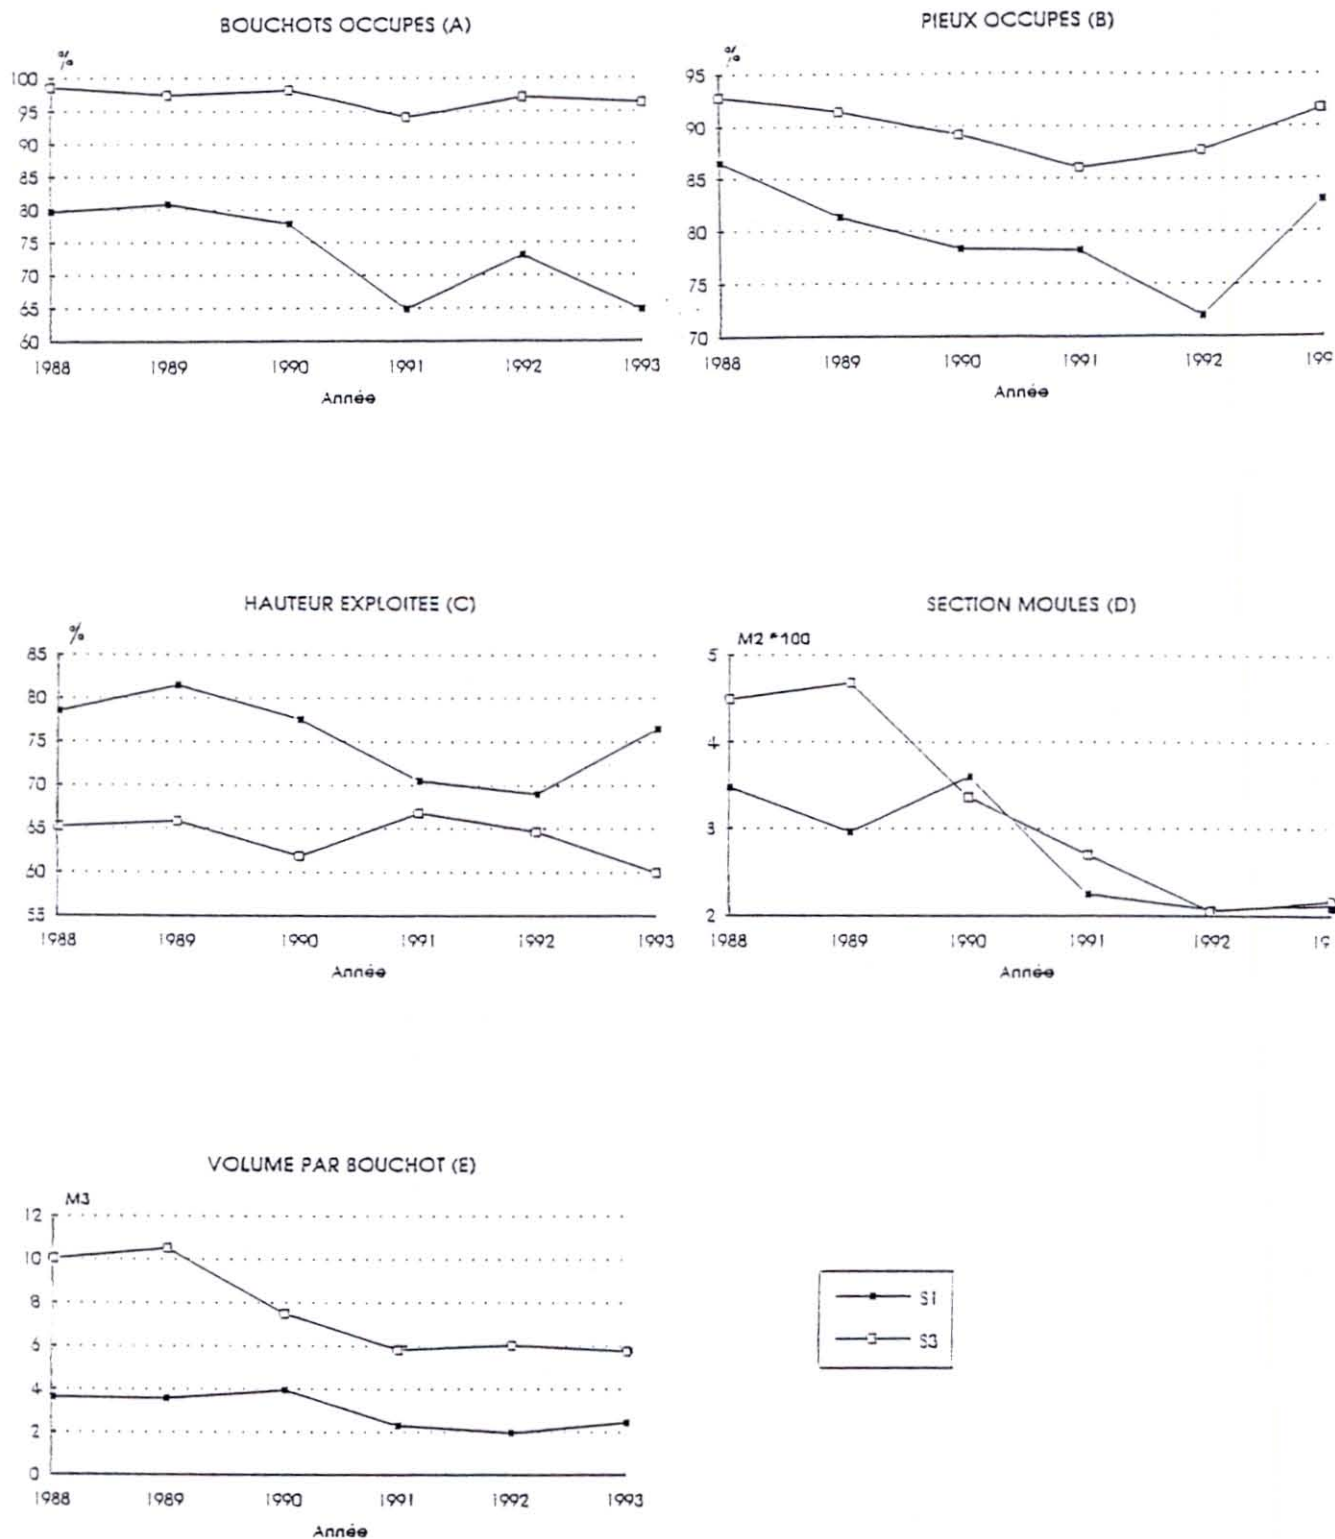 BOUCHOTS OCCUPES (A)
%
100
95
90
85
80
75
70
65
60
1988 1989 1990 1991 1992 1993
Année
PIEUX OCCUPES (B)
%
95
90
85
80
75
70
1988 1989 1990 1991 1992 199
Année
HAUTEUR EXPLOITEE (C)
%
85
80
75
70
65
60
55
1988 1989 1990 1991 1992 1993
Année
SECTION MOULES (D)
M2 *100
5
4
3
2
1988 1989 1990 1991 1992 19
Année
VOLUME PAR BOUCHOT (E)
M3
12
10
8
6
4
2
0
1988 1989 1990 1991 1992 1993
Année
S1
S3